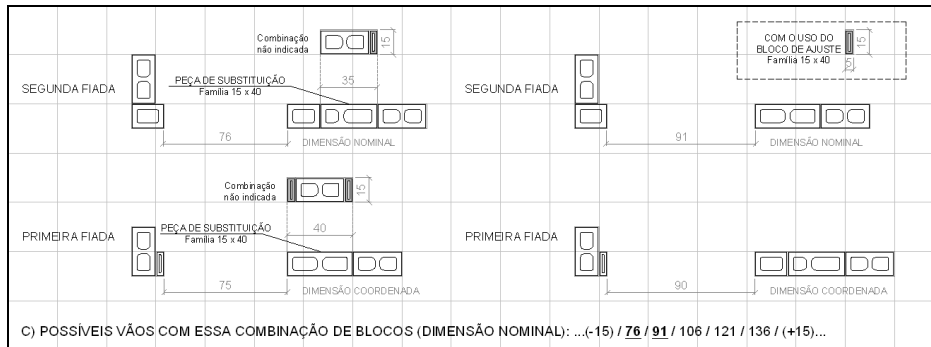 Combinação
não indicada
15
35
PEÇA DE SUBSTITUIÇÃO
Família 15 x 40
SEGUNDA FIADA
76
DIMENSÃO NOMINAL
COM O USO DO
BLOCO DE AJUSTE
Família 15 x 40
15
5
SEGUNDA FIADA
91
DIMENSÃO NOMINAL
Combinação
não indicada
15
40
PEÇA DE SUBSTITUIÇÃO
Família 15 x 40
PRIMEIRA FIADA
75
DIMENSÃO COORDENADA
PRIMEIRA FIADA
90
DIMENSÃO COORDENADA
C) POSSÍVEIS VÃOS COM ESSA COMBINAÇÃO DE BLOCOS (DIMENSÃO NOMINAL): ...(-15) / 76 / 91 / 106 / 121 / 136 / (+15)...